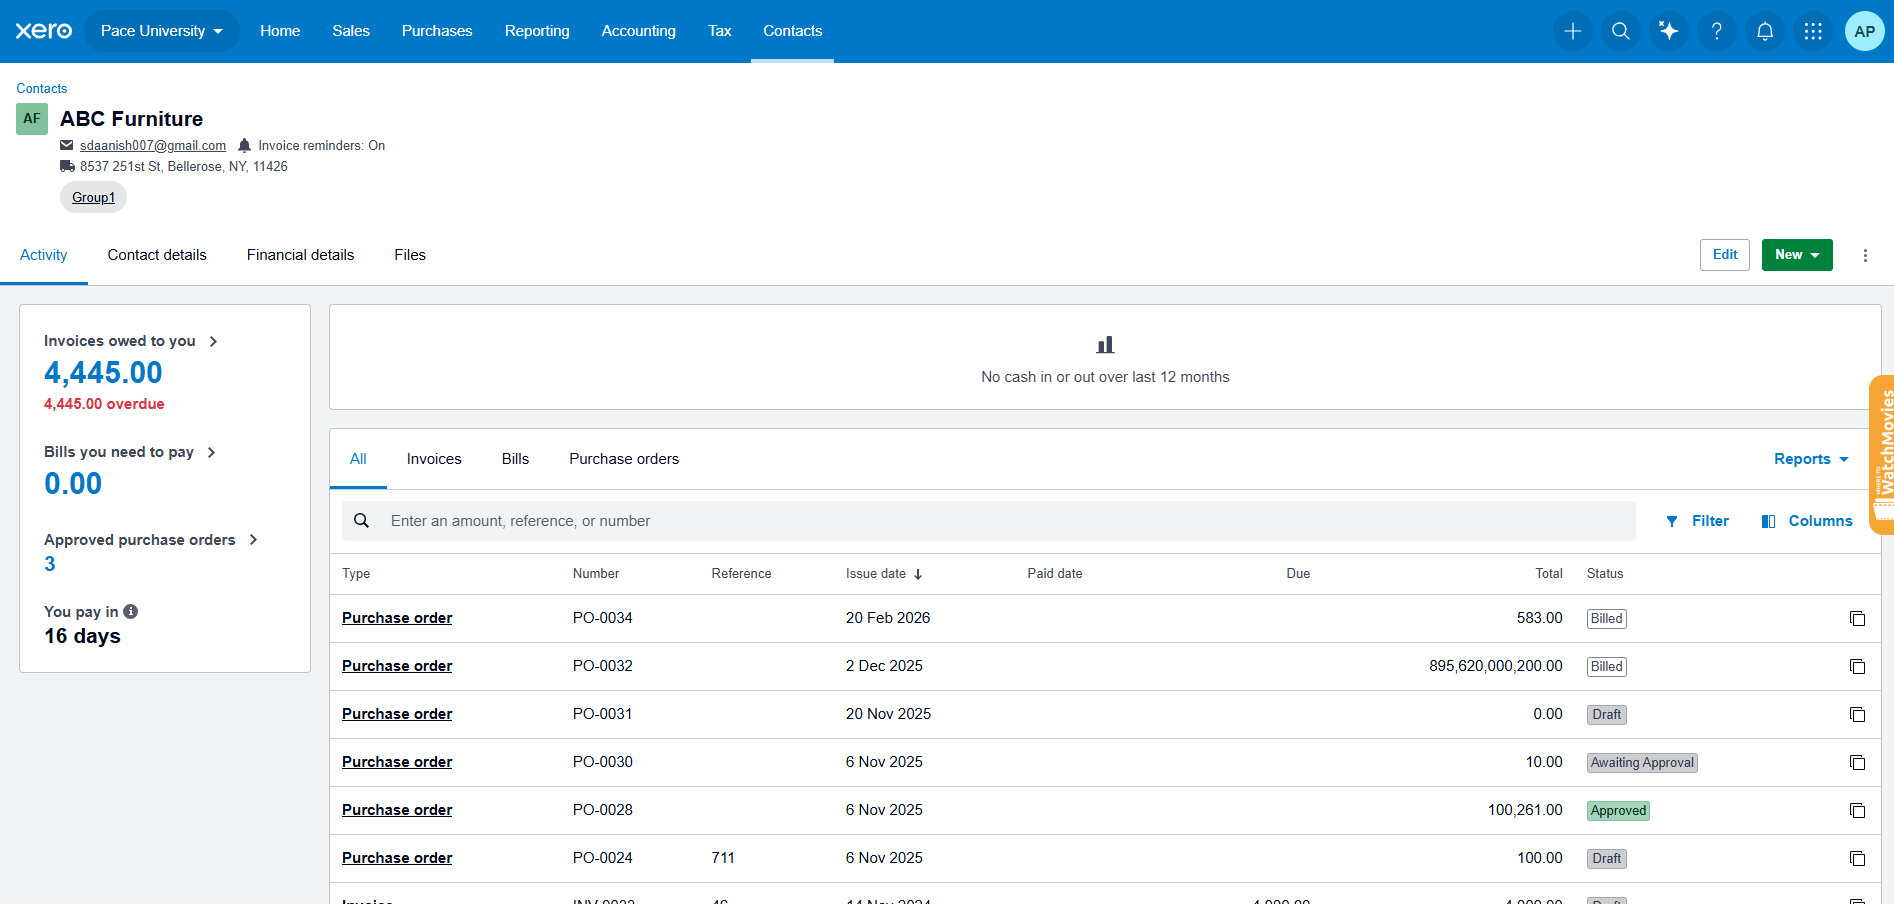 xero Pace University Home Sales Purchases Reporting Accounting Tax Contacts AP
Contacts
AF ABC Furniture
sdaanish007@gmail.com Invoice reminders: On
8537 251st St, Bellerose, NY, 11426
Group1
Activity Contact details Financial details Files Edit New
Invoices owed to you
4,445.00
4,445.00 overdue
Bills you need to pay
0.00
Approved purchase orders
3
You pay in
16 days
No cash in or out over last 12 months
WHERE TO
WatchMovies
All Invoices Bills Purchase orders Reports
Enter an amount, reference, or number Filter Columns
Type Number Reference Issue date Paid date Due Total Status
Purchase order PO-0034 20 Feb 2026 583.00 Billed
Purchase order PO-0032 2 Dec 2025 895,620,000,200.00 Billed
Purchase order PO-0031 20 Nov 2025 0.00 Draft
Purchase order PO-0030 6 Nov 2025 10.00 Awaiting Approval
Purchase order PO-0028 6 Nov 2025 100,261.00 Approved
Purchase order PO-0024 711 6 Nov 2025 100.00 Draft
Invoice 14 Nov 2024 Draft